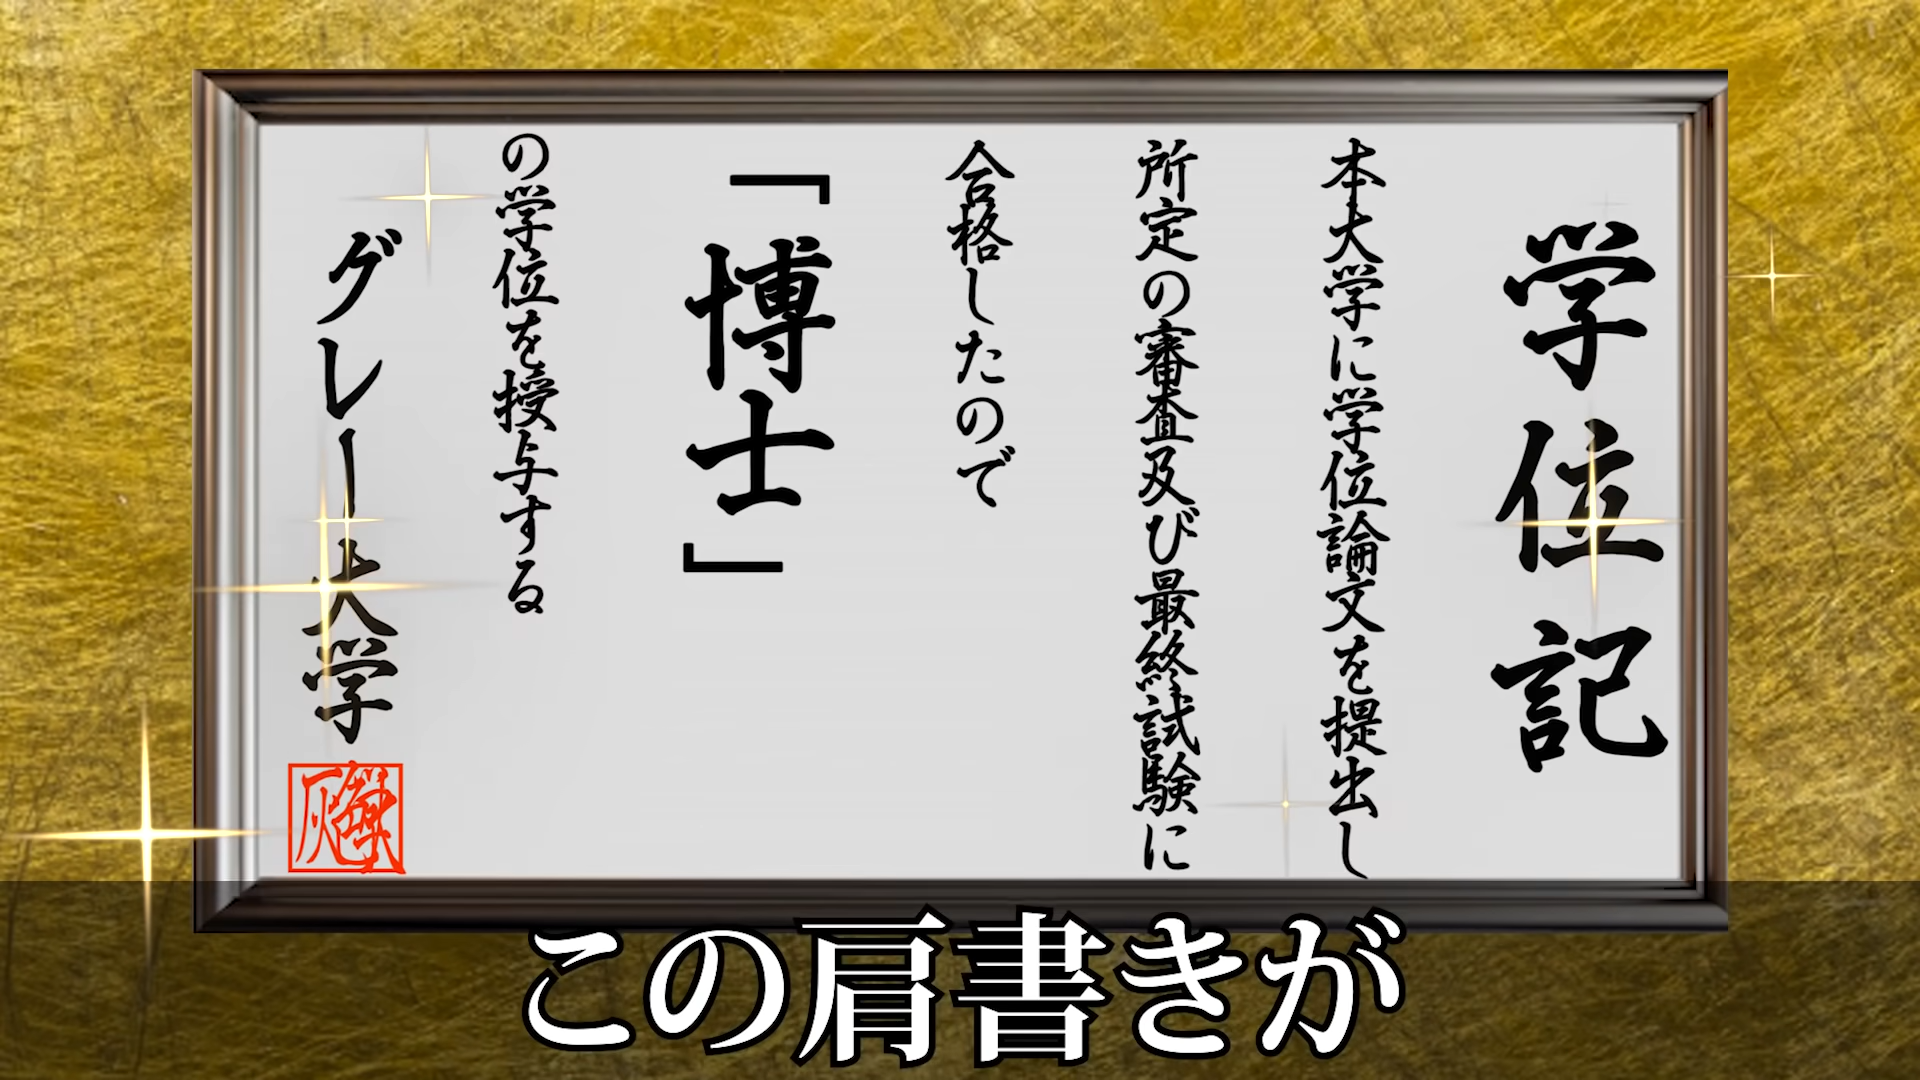 学位記
本大学に学位論文を提出し
所定の審査及び最終試験に
合格したので
「博士」
の学位を授与する
グレー大学
この肩書きが